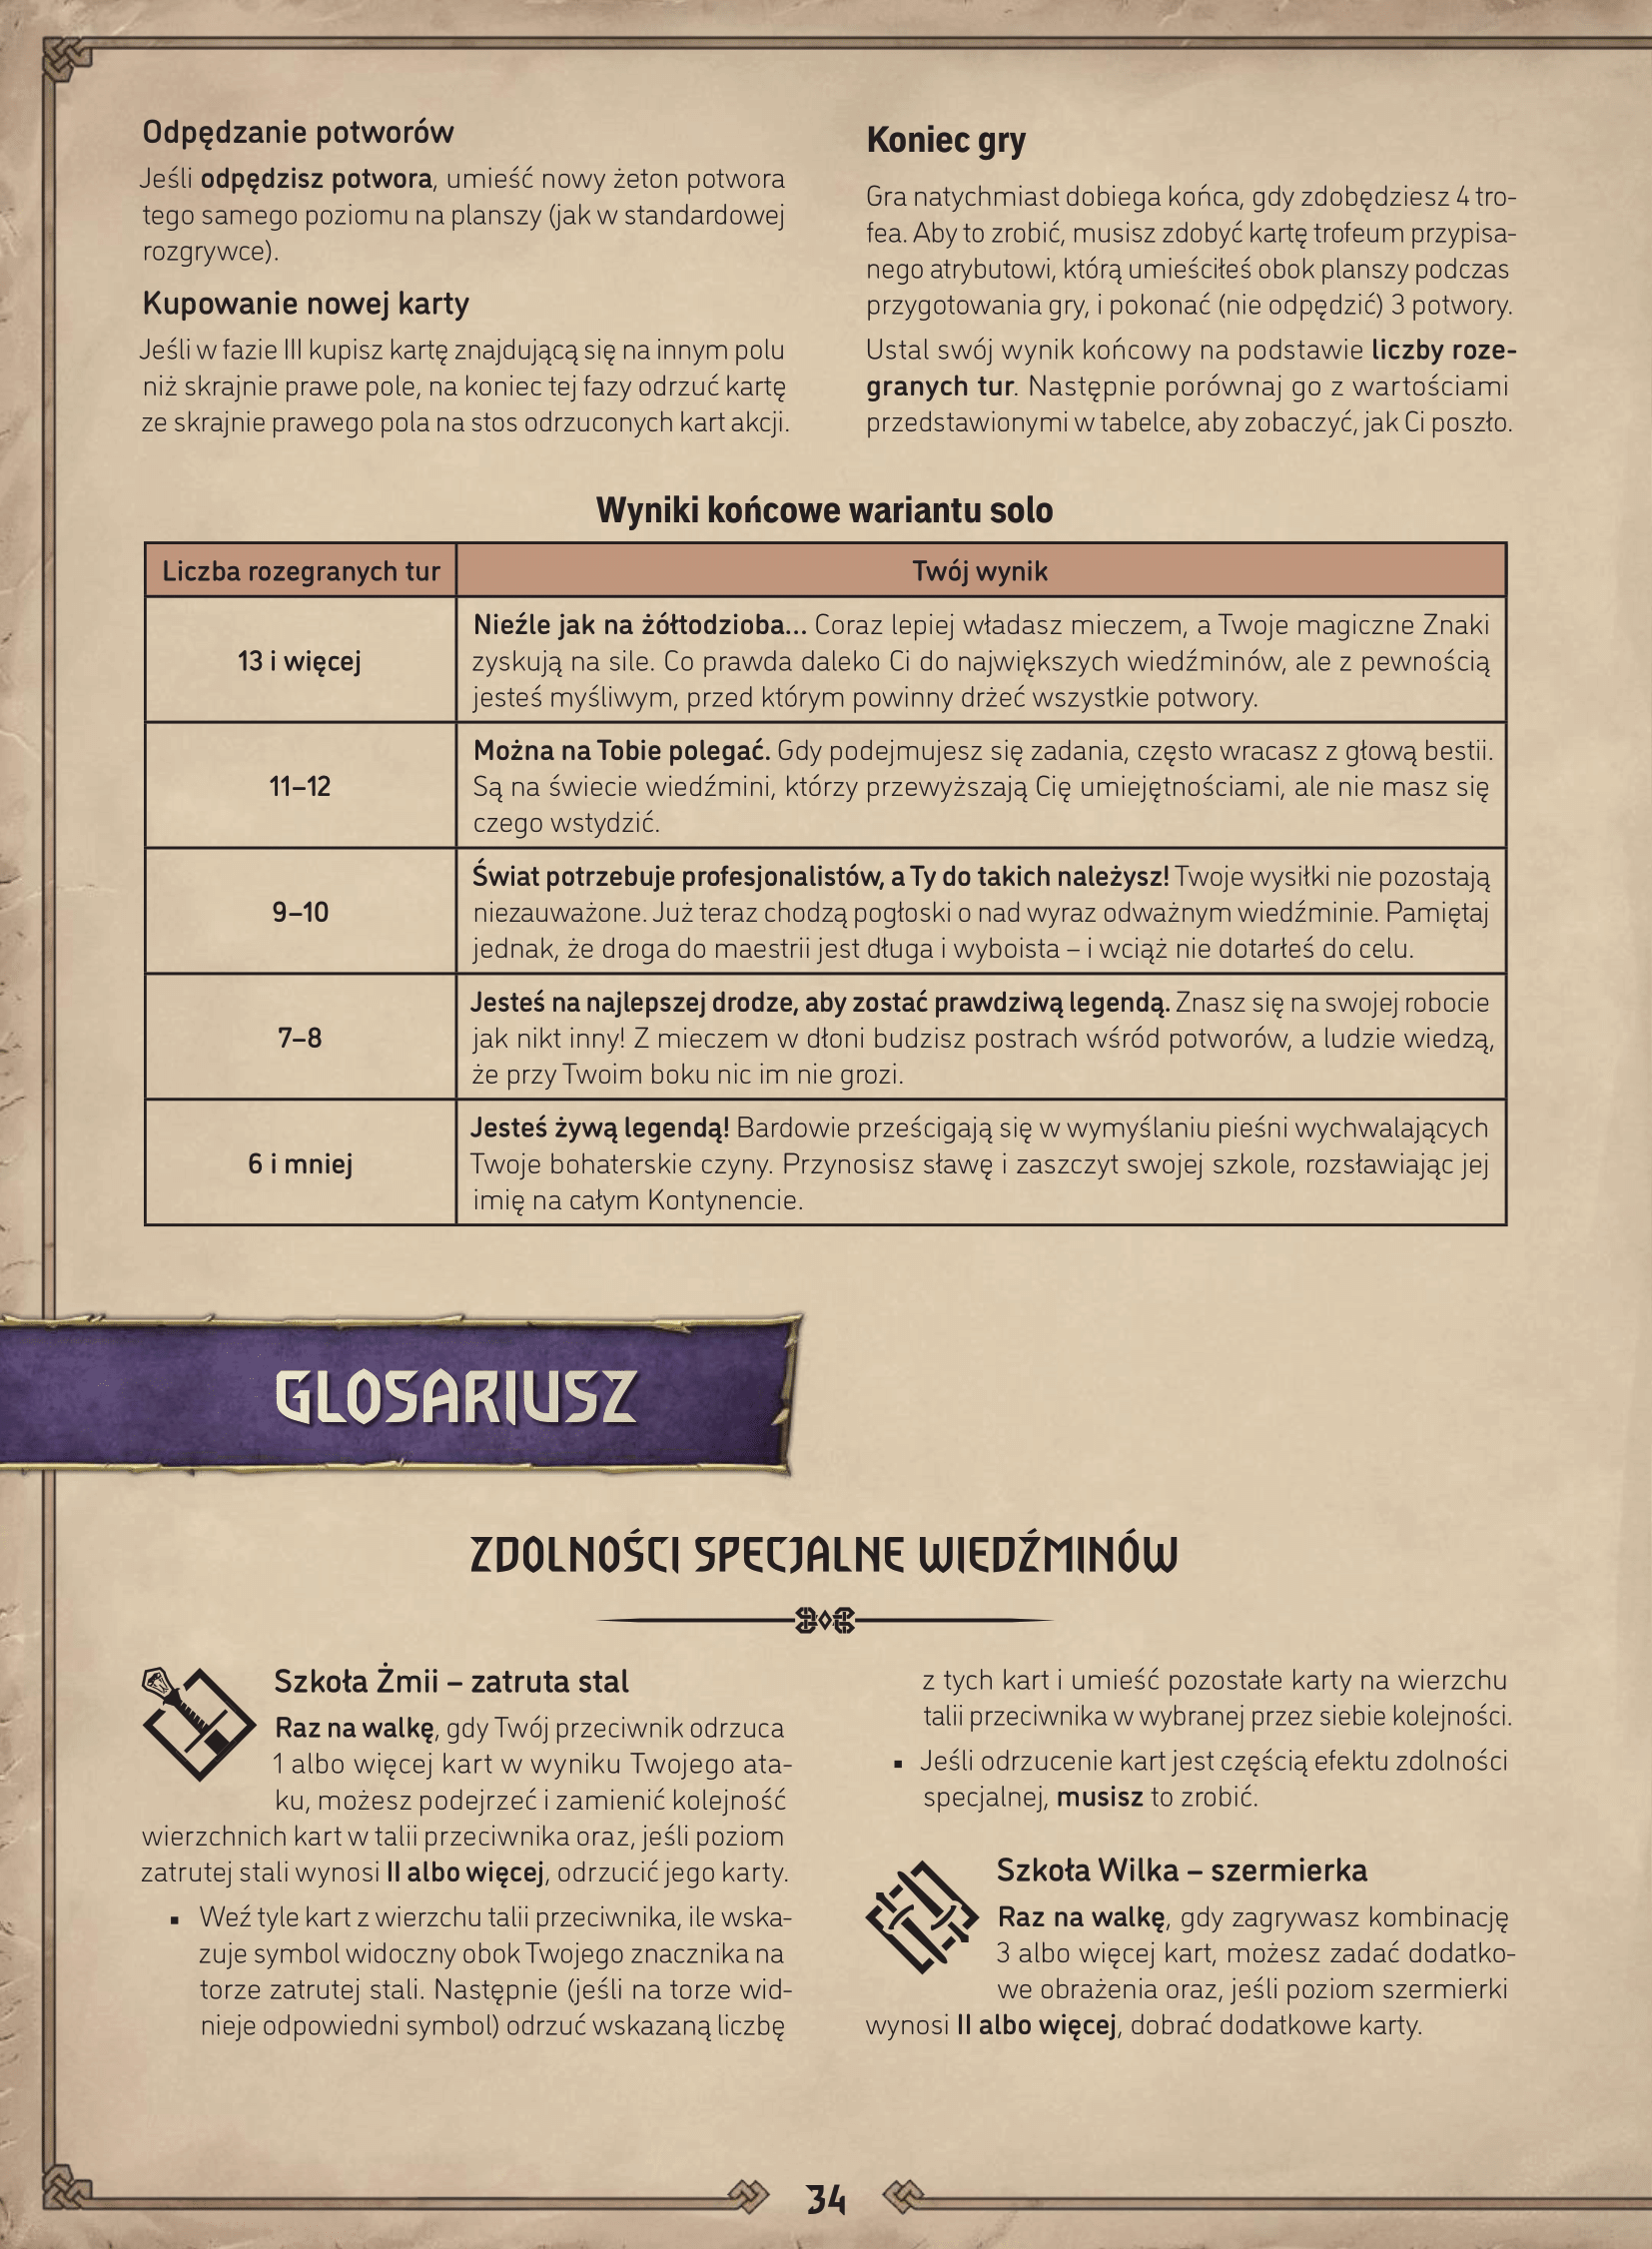 Odpędzanie potworów
Jeśli odpędzisz potwora, umieść nowy żeton potwora
tego samego poziomu na planszy (jak w standardowej
rozgrywce).
Kupowanie nowej karty
Jeśli w fazie III kupisz kartę znajdującą się na innym polu
niż skrajnie prawe pole, na koniec tej fazy odrzuć kartę
ze skrajnie prawego pola na stos odrzuconych kart akcji.
Koniec gry
Gra natychmiast dobiega końca, gdy zdobędziesz 4 tro-
fea. Aby to zrobić, musisz zdobyć kartę trofeum przypisa-
nego atrybutowi, którą umieściłeś obok planszy podczas
przygotowania gry, i pokonać (nie odpędzić) 3 potwory.
Ustal swój wynik końcowy na podstawie liczby roze-
granych tur. Następnie porównaj go z wartościami
przedstawionymi w tabelce, aby zobaczyć, jak Ci poszło.
Wyniki końcowe wariantu solo
Liczba rozegranych tur
Twój wynik
13 i więcej
Nieźle jak na żółtodzioba... Coraz lepiej władasz mieczem, a Twoje magiczne Znaki
zyskują na sile. Co prawda daleko Ci do największych wiedźminów, ale z pewnością
jesteś myśliwym, przed którym powinny drżeć wszystkie potwory.
11–12
Można na Tobie polegać. Gdy podejmujesz się zadania, często wracasz z głową bestii.
Są na świecie wiedźmini, którzy przewyższają Cię umiejętnościami, ale nie masz się
czego wstydzić.
9–10
Świat potrzebuje profesjonalistów, a Ty do takich należysz! Twoje wysiłki nie pozostają
niezauważone. Już teraz chodzą pogłoski o nad wyraz odważnym wiedźminie. Pamiętaj
jednak, że droga do maestrii jest długa i wyboista – i wciąż nie dotarłeś do celu.
7–8
Jesteś na najlepszej drodze, aby zostać prawdziwą legendą. Znasz się na swojej robocie
jak nikt inny! Z mieczem w dłoni budzisz postrach wśród potworów, a ludzie wiedzą,
że przy Twoim boku nic im nie grozi.
6 i mniej
Jesteś żywą legendą! Bardowie prześcigają się w wymyślaniu pieśni wychwalających
Twoje bohaterskie czyny. Przynosisz sławę i zaszczyt swojej szkole, rozsławiając jej
imię na całym Kontynencie.
GLOSARIUSZ
ZDOLNOŚCI SPECJALNE WIEDŹMINÓW
Szkoła Żmii – zatruta stal
Raz na walkę, gdy Twój przeciwnik odrzuca
1 albo więcej kart w wyniku Twojego ata-
ku, możesz podejrzeć i zamienić kolejność
wierzchnich kart w talii przeciwnika oraz, jeśli poziom
zatrutej stali wynosi II albo więcej, odrzucić jego karty.
▪ Weź tyle kart z wierzchu talii przeciwnika, ile wska-
zuje symbol widoczny obok Twojego znacznika na
torze zatrutej stali. Następnie (jeśli na torze wid-
nieje odpowiedni symbol) odrzuć wskazaną liczbę
z tych kart i umieść pozostałe karty na wierzchu
talii przeciwnika w wybranej przez siebie kolejności.
▪ Jeśli odrzucenie kart jest częścią efektu zdolności
specjalnej, musisz to zrobić.
Szkoła Wilka – szermierka
Raz na walkę, gdy zagrywasz kombinację
3 albo więcej kart, możesz zadać dodatko-
we obrażenia oraz, jeśli poziom szermierki
wynosi II albo więcej, dobrać dodatkowe karty.
34